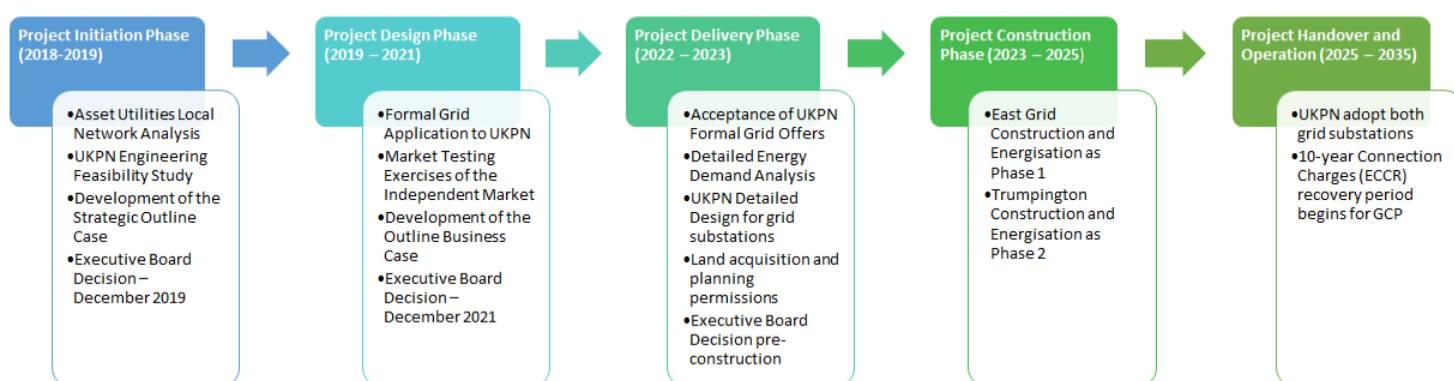 Project Initiation Phase
(2018-2019)
•Asset Utilities Local
Network Analysis
•UKPN Engineering
Feasibility Study
•Development of the
Strategic Outline
Case
•Executive Board
Decision –
December 2019
Project Design Phase
(2019 – 2021)
•Formal Grid
Application to UKPN
•Market Testing
Exercises of the
Independent Market
•Development of the
Outline Business
Case
•Executive Board
Decision –
December 2021
Project Delivery Phase
(2022 – 2023)
•Acceptance of UKPN
Formal Grid Offers
•Detailed Energy
Demand Analysis
•UKPN Detailed
Design for grid
substations
•Land acquisition and
planning
permissions
•Executive Board
Decision pre-
construction
Project Construction
Phase (2023 – 2025)
•East Grid
Construction and
Energisation as
Phase 1
•Trumpington
Construction and
Energisation as
Phase 2
Project Handover and
Operation (2025 – 2035)
•UKPN adopt both
grid substations
•10-year Connection
Charges (ECCR)
recovery period
begins for GCP